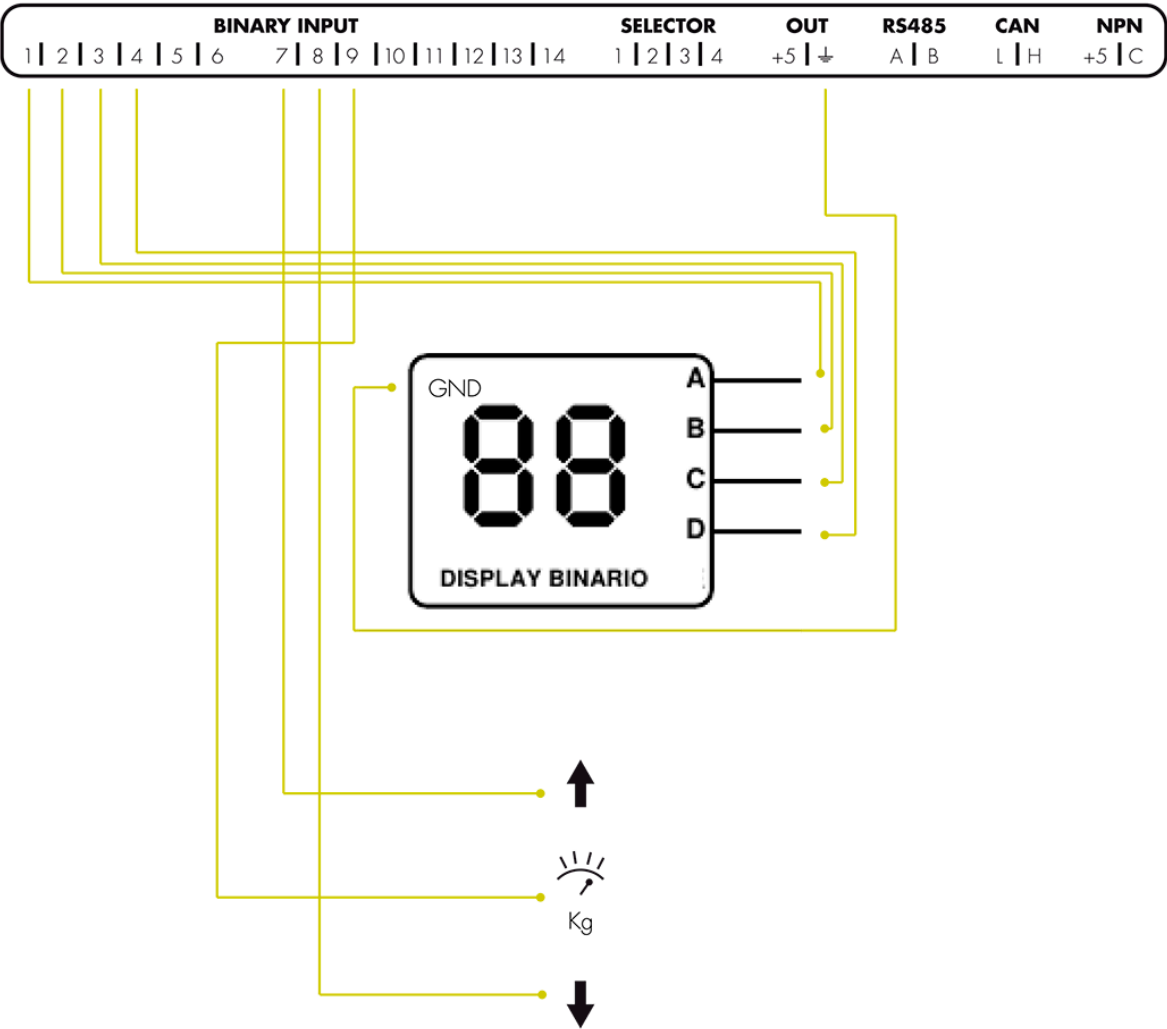 BINARY INPUT SELECTOR OUT RS485 CAN NPN
1 | 2 | 3 | 4 | 5 | 6 7 | 8 | 9 | 10 | 11 | 12 | 13 | 14 1 | 2 | 3 | 4 +5 | ⏚ A | B L | H +5 | C
GND
A
B
C
D
88
DISPLAY BINARIO
Kg